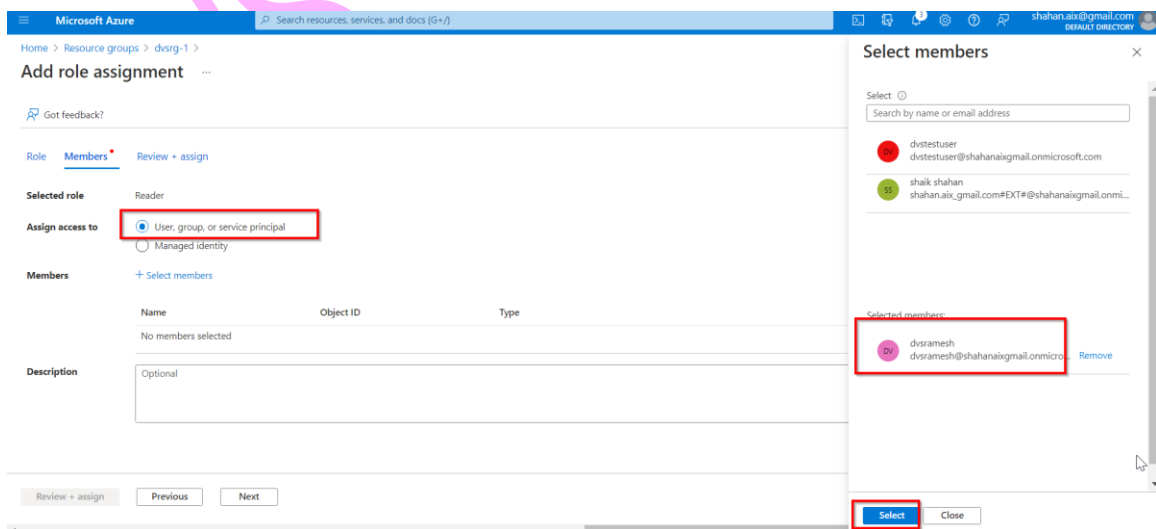 Microsoft Azure
Search resources, services, and docs (G+/)
3
shahan.aix@gmail.com
DEFAULT DIRECTORY
Home > Resource groups > dvsrg-1 >
Add role assignment ...
Got feedback?
Role Members Review + assign
Selected role Reader
Assign access to User, group, or service principal
Managed identity
Members + Select members
Name Object ID Type
No members selected
Description Optional
Review + assign Previous Next
Select members
Select
Search by name or email address
DV dvstestuser
dvstestuser@shahanaixgmail.onmicrosoft.com
SS shaik shahan
shahan.aix_gmail.com#EXT#@shahanaixgmail.onmi...
Selected members:
DV dvsramesh
dvsramesh@shahanaixgmail.onmicro... Remove
Select Close